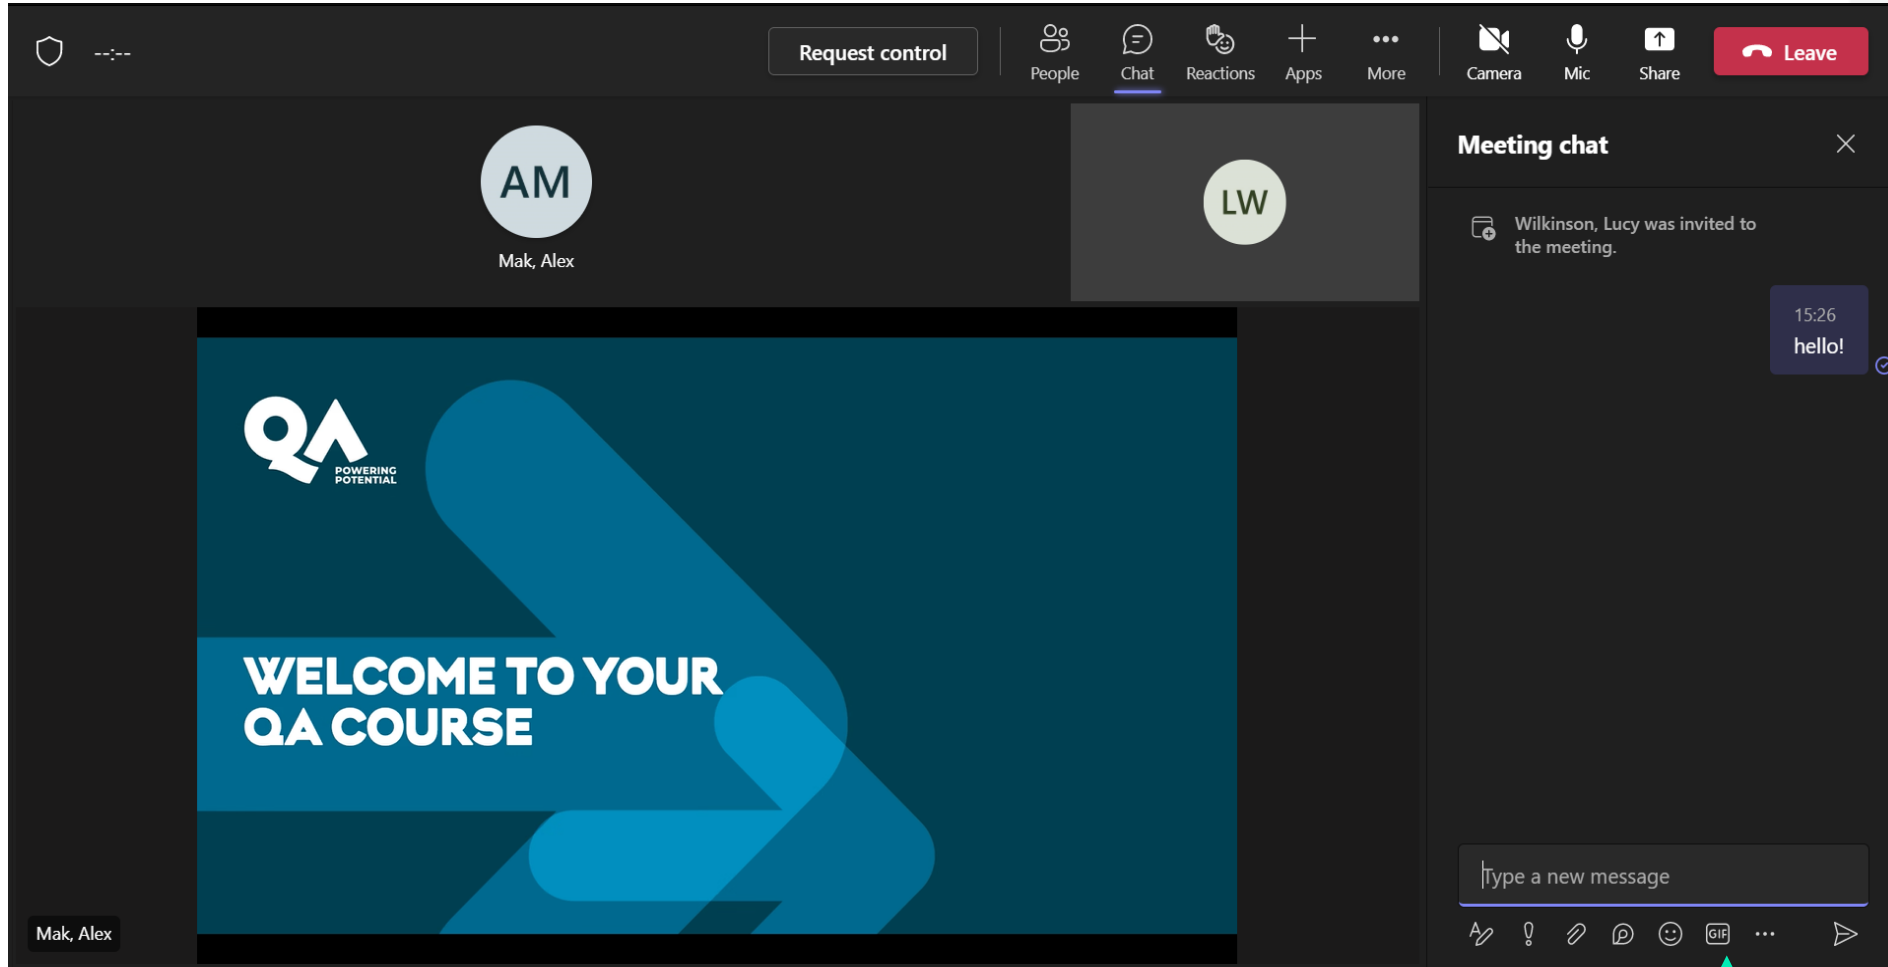 --:--
Request control
People
Chat
Reactions
Apps
More
Camera
Mic
Share
Leave
AM
Mak, Alex
LW
Meeting chat
Wilkinson, Lucy was invited to
the meeting.
15:26
hello!
QA
POWERING
POTENTIAL
WELCOME TO YOUR
QA COURSE
Mak, Alex
Type a new message
GIF